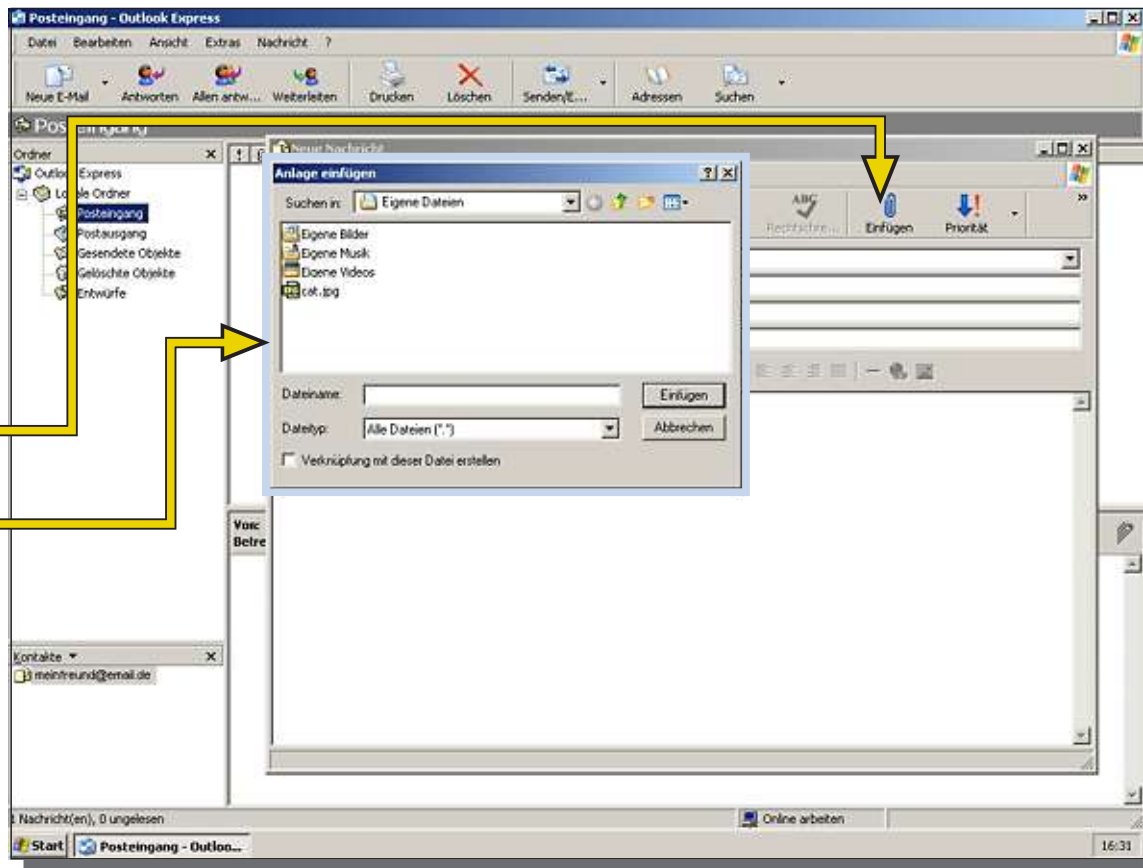 Posteingang - Outlook Express
Datei Bearbeiten Ansicht Extras Nachricht ?
Neue E-Mail Antworten Allen antw... Weiterleiten Drucken Löschen Senden/E... Adressen Suchen
Posteingang
Ordner
Outlook Express
Lokale Ordner
Posteingang
Postausgang
Gesendete Objekte
Gelöschte Objekte
Entwürfe
Kontakte
meinfreund@email.de
Neue Nachricht
ABC
Rechtschrei... Einfügen Priorität
Anlage einfügen
Suchen in: Eigene Dateien
Eigene Bilder
Eigene Musik
Eigene Videos
cat.jpg
Dateiname: Einfügen
Dateityp: Alle Dateien (*.*) Abbrechen
Verknüpfung mit dieser Datei erstellen
Von:
Betre
1 Nachricht(en), 0 ungelesen Online arbeiten
Start Posteingang - Outloo... 16:31